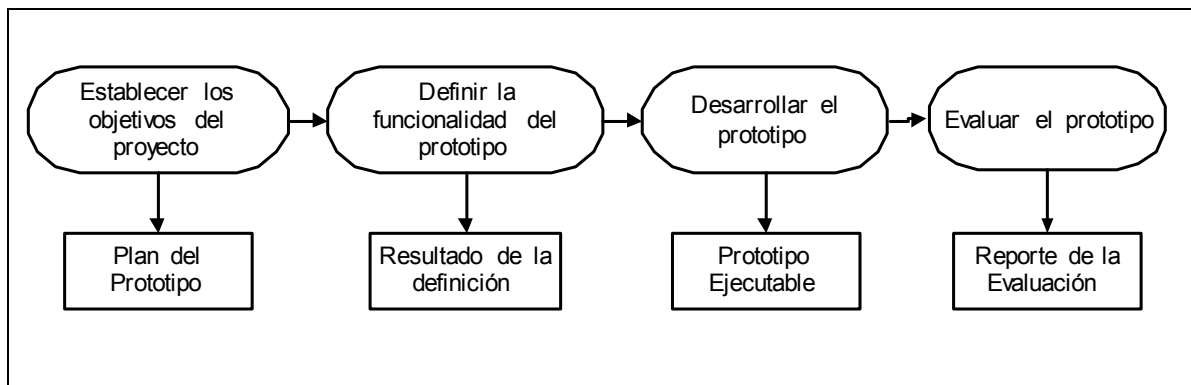 Establecer los
objetivos del
proyecto
Definir la
funcionalidad del
prototipo
Desarrollar el
prototipo
Evaluar el prototipo
Plan del
Prototipo
Resultado de la
definición
Prototipo
Ejecutable
Reporte de la
Evaluación